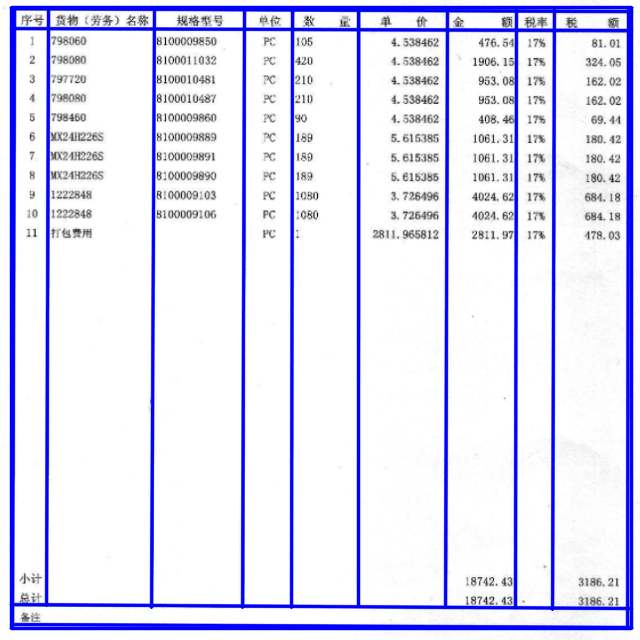 序号 货物（劳务）名称 规格型号 单位 数 量 单 价 金 额 税率 税 额
1 798060 8100009850 PC 105 4.538462 476.54 17% 81.01
2 798080 8100011032 PC 420 4.538462 1906.15 17% 324.05
3 797720 8100010481 PC 210 4.538462 953.08 17% 162.02
4 798080 8100010487 PC 210 4.538462 953.08 17% 162.02
5 798460 8100009860 PC 90 4.538462 408.46 17% 69.44
6 MX24H226S 8100009889 PC 189 5.615385 1061.31 17% 180.42
7 MX24H226S 8100009891 PC 189 5.615385 1061.31 17% 180.42
8 MX24H226S 8100009890 PC 189 5.615385 1061.31 17% 180.42
9 1222848 8100009103 PC 1080 3.726496 4024.62 17% 684.18
10 1222848 8100009106 PC 1080 3.726496 4024.62 17% 684.18
11 打包费用 PC 1 2811.965812 2811.97 17% 478.03
小计 18742.43 3186.21
总计 18742.43 3186.21
备注